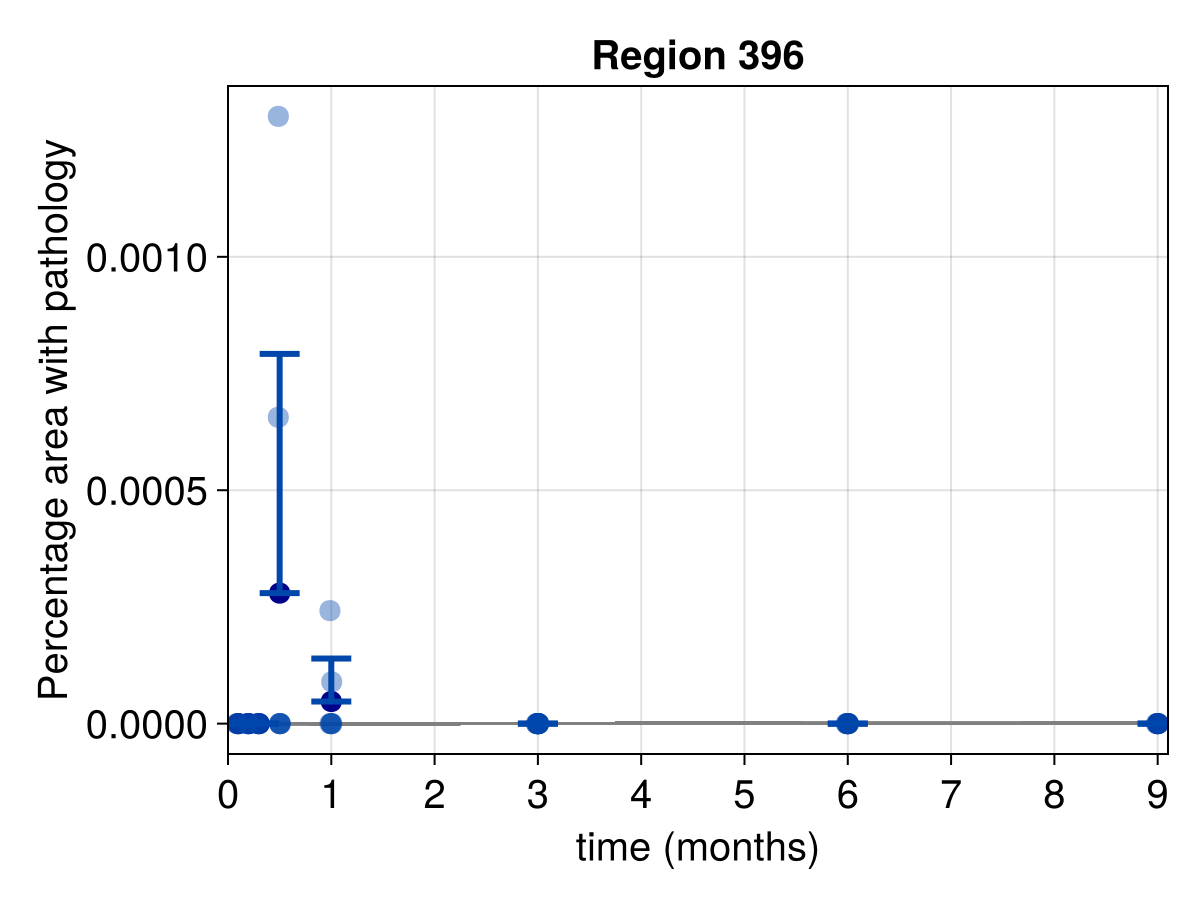 Region 396
Percentage area with pathology
0.0010
0.0005
0.0000
0 1 2 3 4 5 6 7 8 9
time (months)